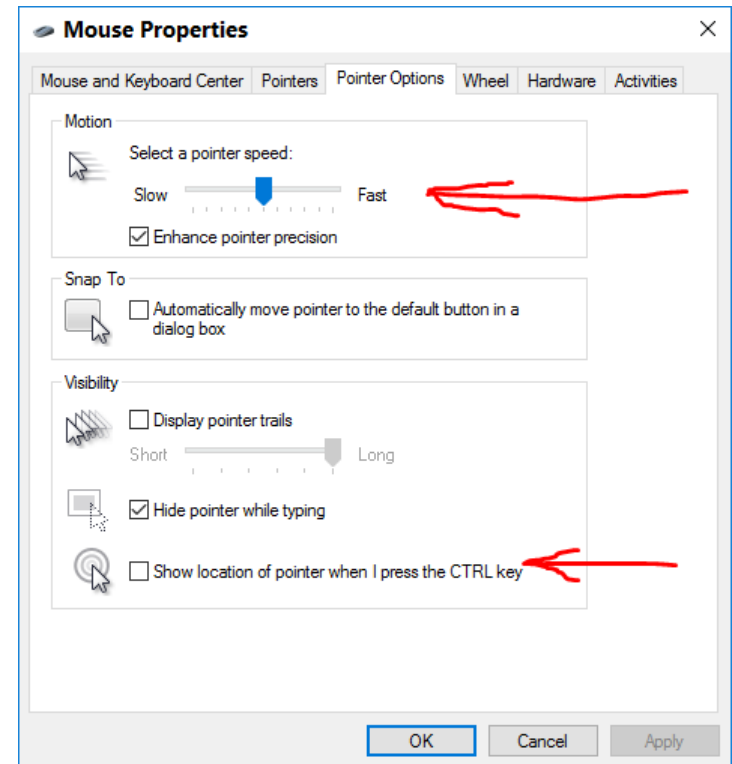 Mouse Properties
Mouse and Keyboard Center Pointers Pointer Options Wheel Hardware Activities
Motion
Select a pointer speed:
Slow Fast
Enhance pointer precision
Snap To
Automatically move pointer to the default button in a
dialog box
Visibility
Display pointer trails
Short Long
Hide pointer while typing
Show location of pointer when I press the CTRL key
OK Cancel Apply